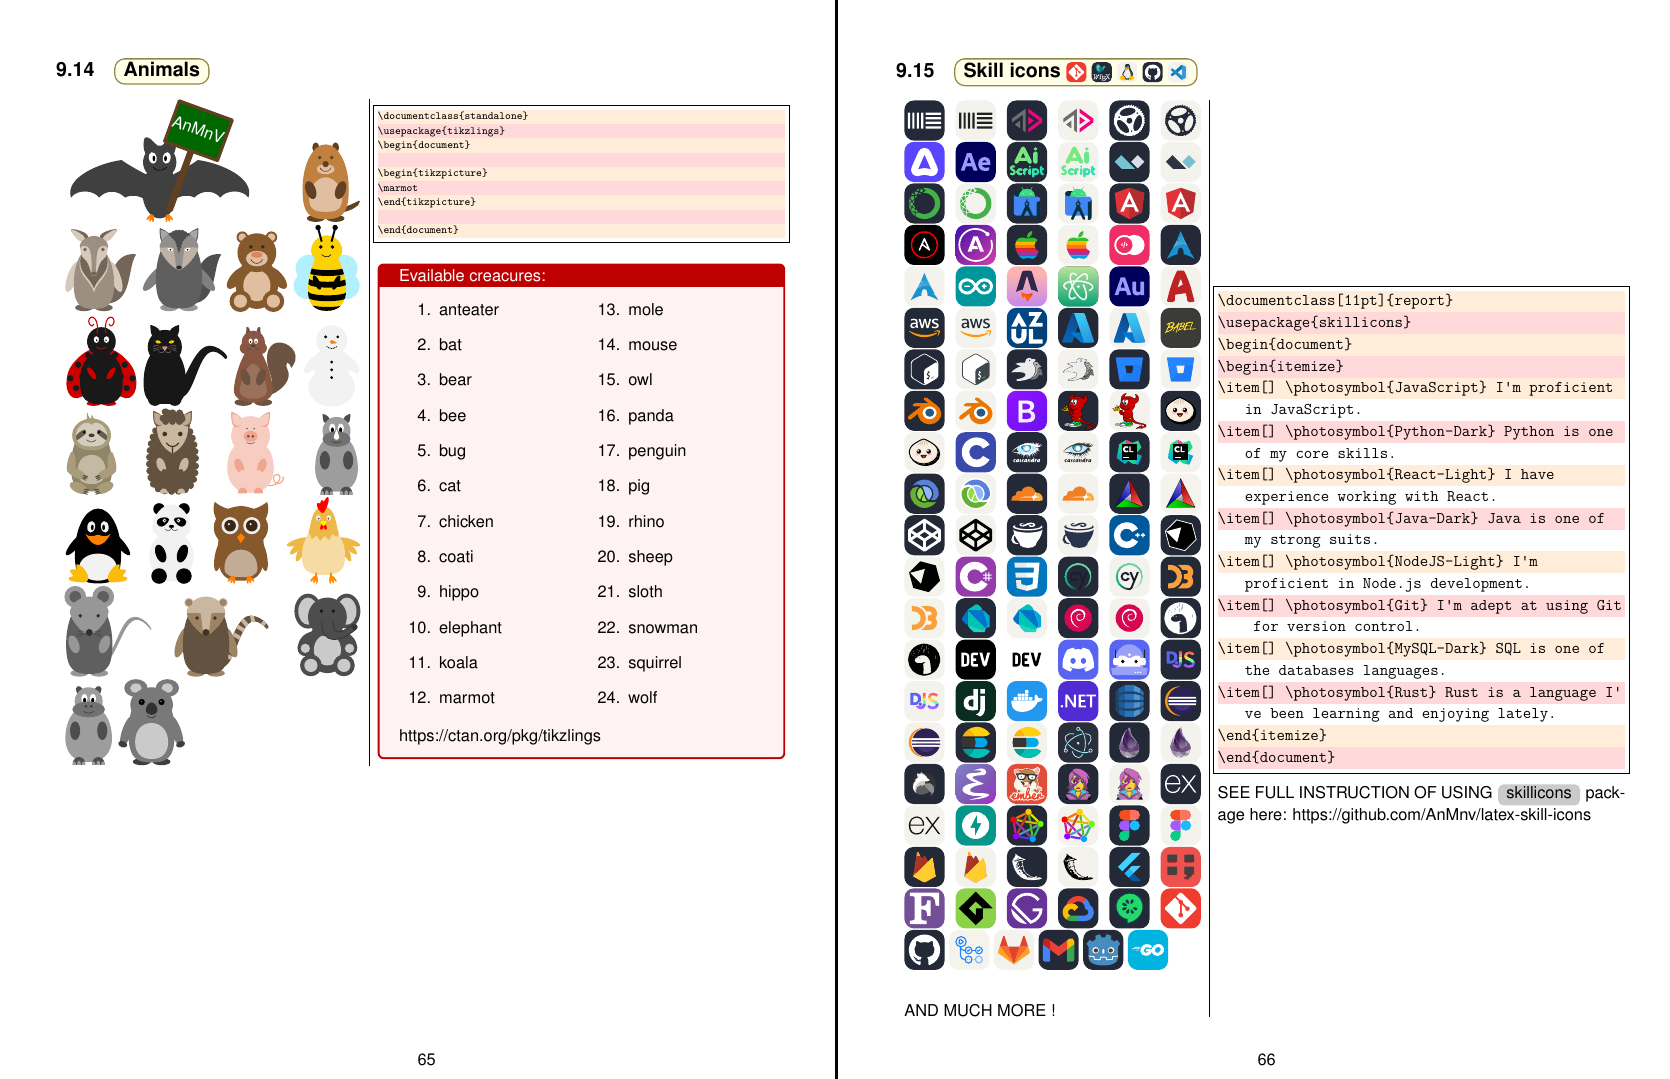 9.14 Animals
AnMnV
\documentclass{standalone}
\usepackage{tikzlings}
\begin{document}
\begin{tikzpicture}
\marmot
\end{tikzpicture}
\end{document}
Evailable creacures:
1. anteater
2. bat
3. bear
4. bee
5. bug
6. cat
7. chicken
8. coati
9. hippo
10. elephant
11. koala
12. marmot
13. mole
14. mouse
15. owl
16. panda
17. penguin
18. pig
19. rhino
20. sheep
21. sloth
22. snowman
23. squirrel
24. wolf
https://ctan.org/pkg/tikzlings
65
9.15 Skill icons
Ae
Ai Script
Ai Script
Au
aws
aws
AZUL
BABEL
B
C
cassandra
cassandra
CL
CL
C++
C#
3
cy
cy
D3
D3
DEV
DEV
DJS
DJS
dj
.NET
ember
ex
ex
F
GO
AND MUCH MORE !
\documentclass[11pt]{report}
\usepackage{skillicons}
\begin{document}
\begin{itemize}
\item[] \photosymbol{JavaScript} I'm proficient
in JavaScript.
\item[] \photosymbol{Python-Dark} Python is one
of my core skills.
\item[] \photosymbol{React-Light} I have
experience working with React.
\item[] \photosymbol{Java-Dark} Java is one of
my strong suits.
\item[] \photosymbol{NodeJS-Light} I'm
proficient in Node.js development.
\item[] \photosymbol{Git} I'm adept at using Git
for version control.
\item[] \photosymbol{MySQL-Dark} SQL is one of
the databases languages.
\item[] \photosymbol{Rust} Rust is a language I'
ve been learning and enjoying lately.
\end{itemize}
\end{document}
SEE FULL INSTRUCTION OF USING skillicons pack-
age here: https://github.com/AnMnv/latex-skill-icons
66